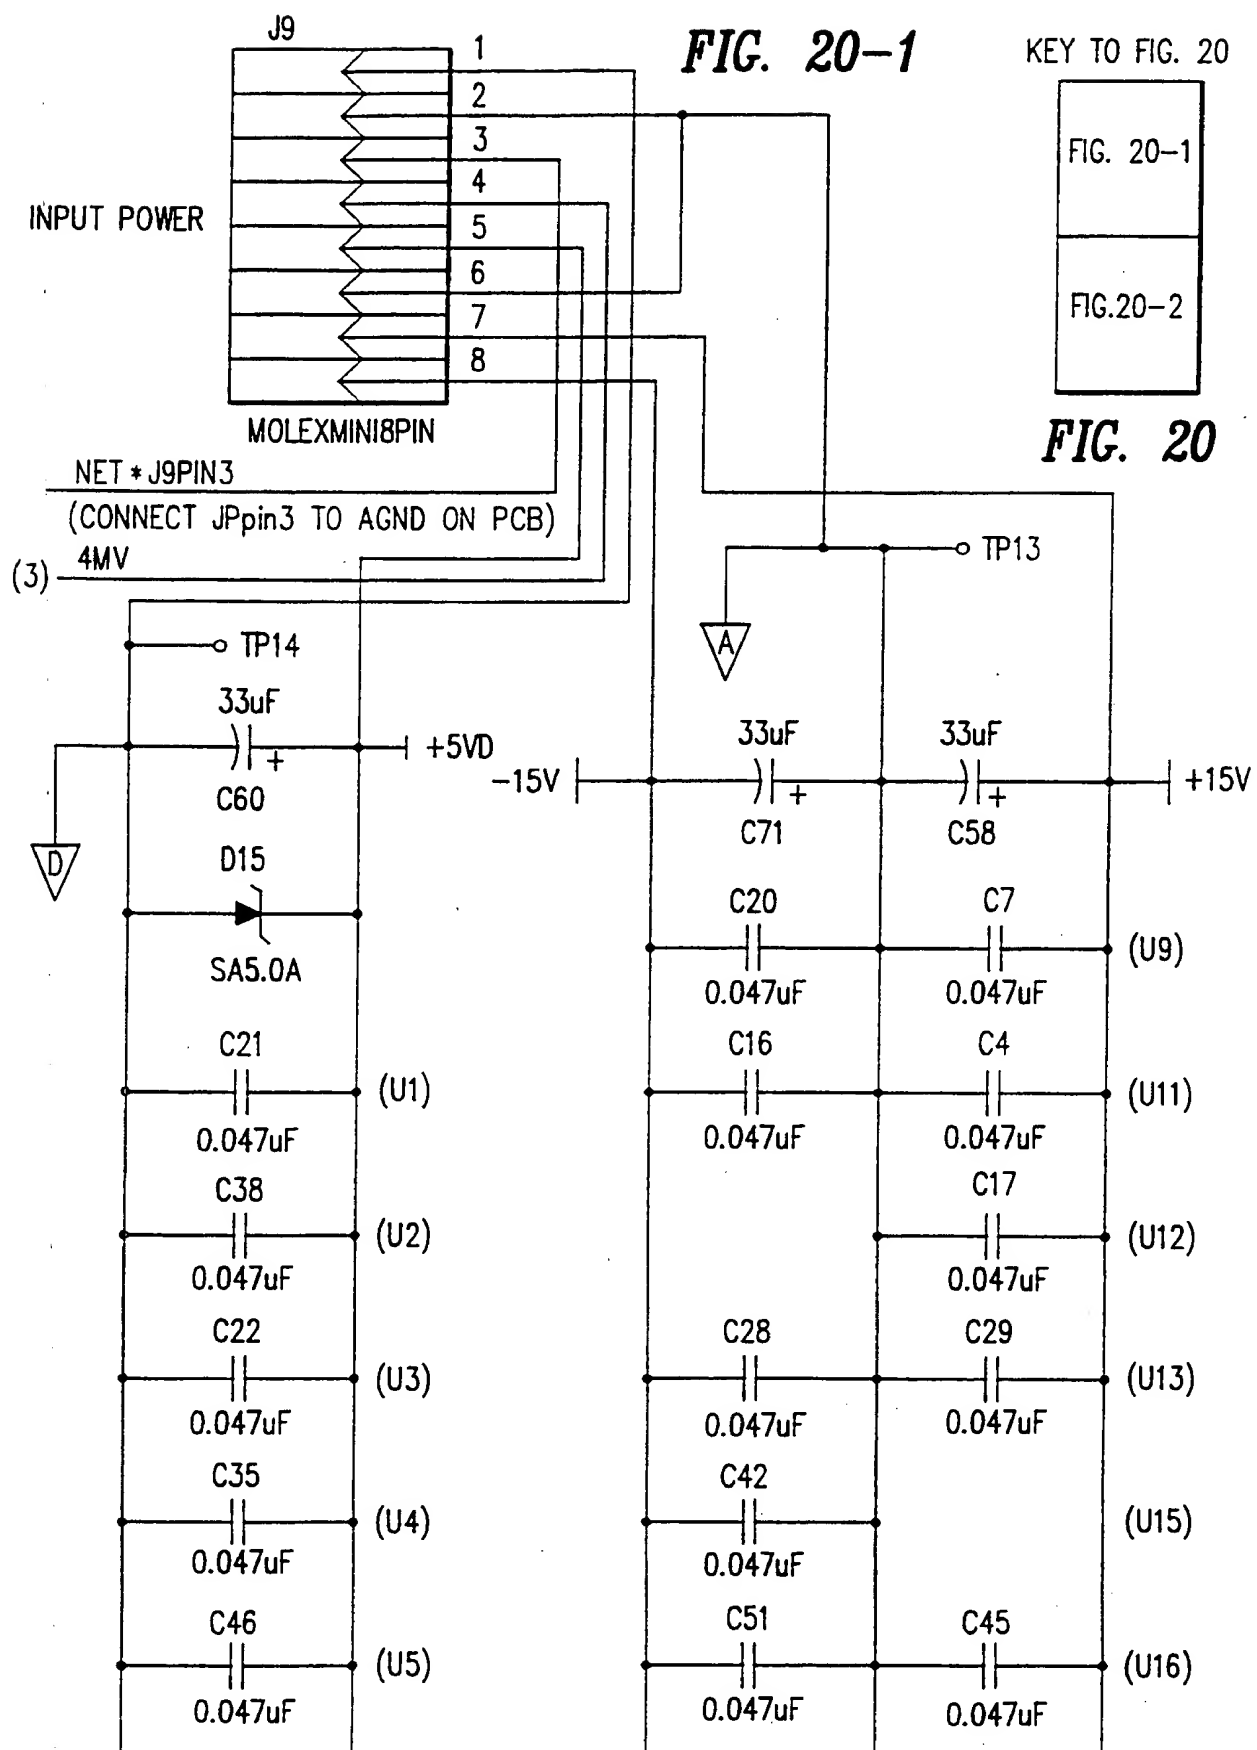 J9
1
FIG. 20-1
KEY TO FIG. 20
2
3
FIG. 20-1
4
INPUT POWER
5
6
FIG.20-2
7
8
MOLEXMINI8PIN
FIG. 20
NET * J9PIN3
(CONNECT JPpin3 TO AGND ON PCB)
4MV
(3)
TP13
TP14
A
33uF
+5VD
+
C60
33uF
33uF
-15V
+15V
+
+
C71
C58
D
D15
SA5.0A
C20
C7
(U9)
0.047uF
0.047uF
C21
(U1)
0.047uF
C16
C4
(U11)
0.047uF
0.047uF
C38
(U2)
0.047uF
C17
(U12)
0.047uF
C22
(U3)
0.047uF
C28
C29
(U13)
0.047uF
0.047uF
C35
(U4)
0.047uF
C42
(U15)
0.047uF
C46
(U5)
0.047uF
C51
C45
(U16)
0.047uF
0.047uF